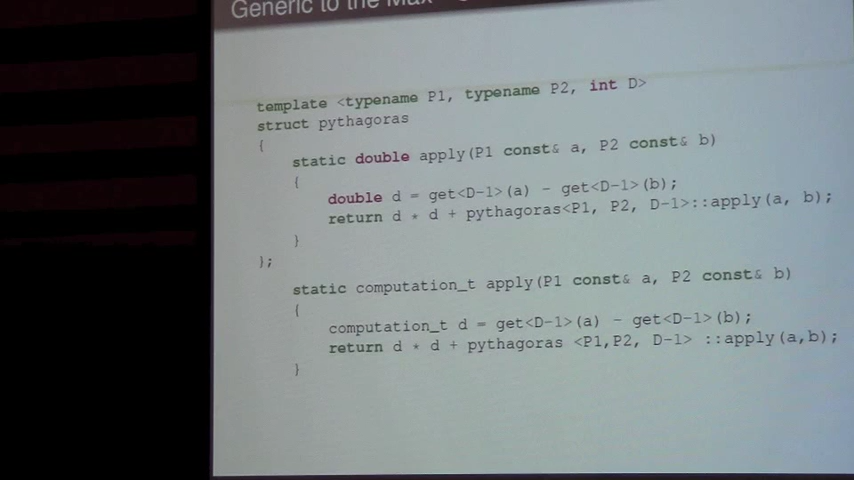 Generic to the Max
template <typename P1, typename P2, int D>
struct pythagoras
{
static double apply(P1 const& a, P2 const& b)
{
double d = get<D-1>(a) - get<D-1>(b);
return d * d + pythagoras<P1, P2, D-1>::apply(a, b);
}
};
static computation_t apply(P1 const& a, P2 const& b)
{
computation_t d = get<D-1>(a) - get<D-1>(b);
return d * d + pythagoras <P1,P2, D-1> ::apply(a,b);
}